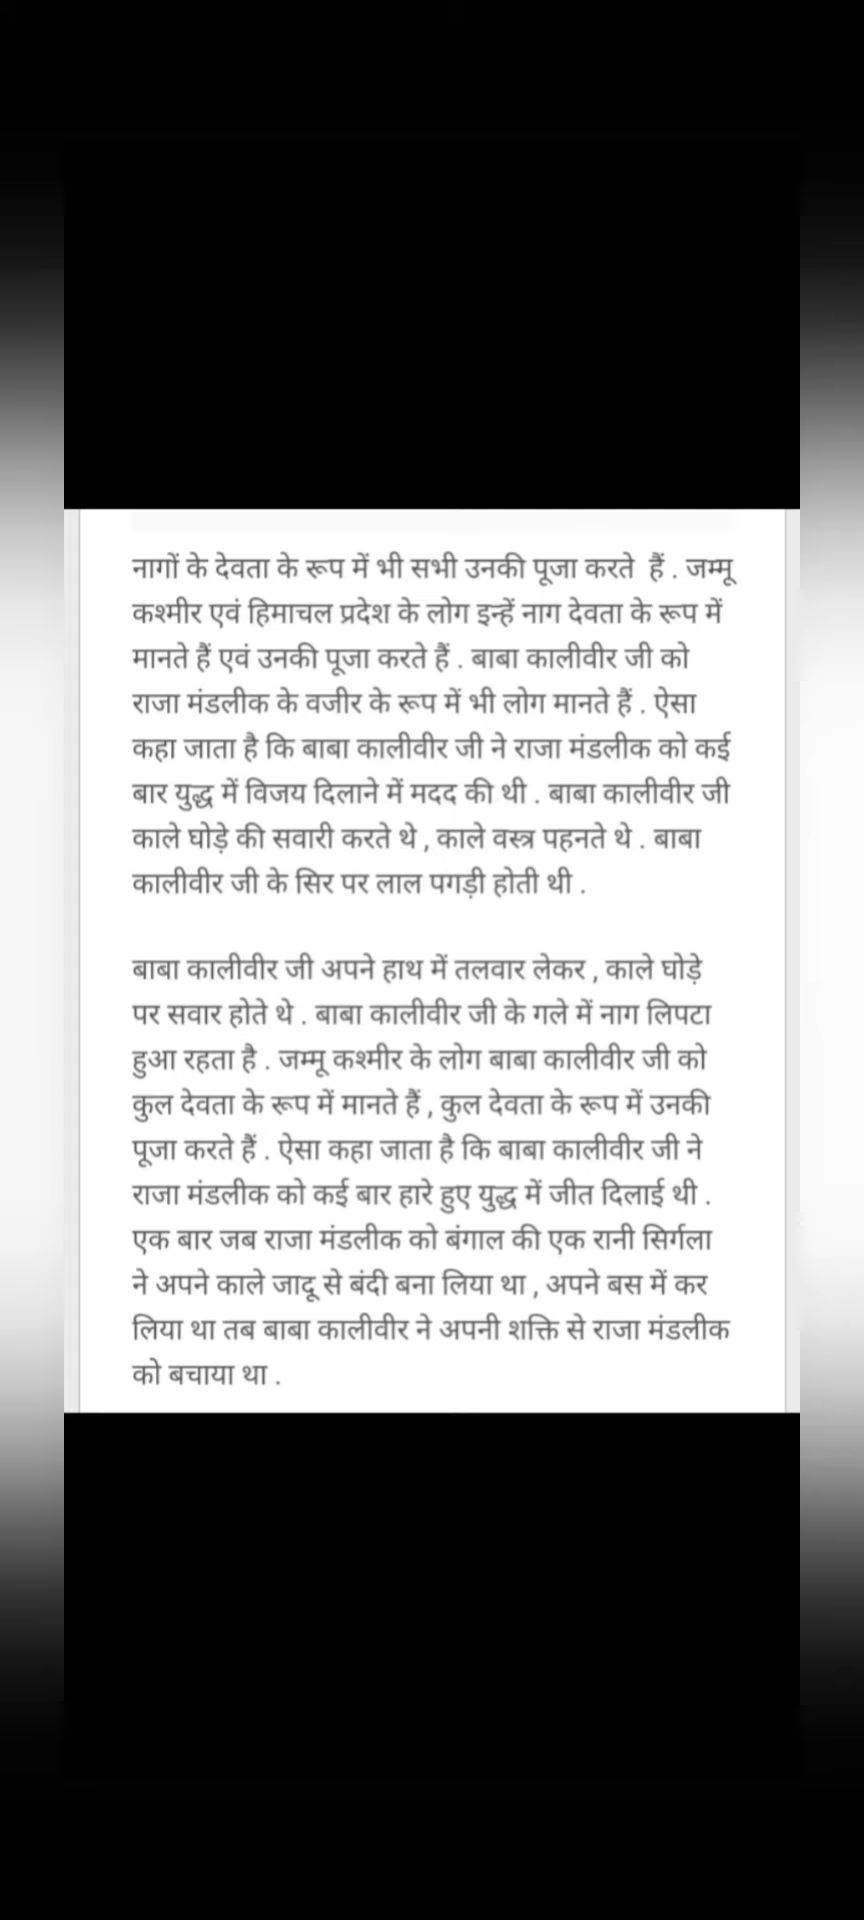 नागों के देवता के रूप में भी सभी उनकी पूजा करते हैं . जम्मू
कश्मीर एवं हिमाचल प्रदेश के लोग इन्हें नाग देवता के रूप में
मानते हैं एवं उनकी पूजा करते हैं . बाबा कालीवीर जी को
राजा मंडलीक के वजीर के रूप में भी लोग मानते हैं . ऐसा
कहा जाता है कि बाबा कालीवीर जी ने राजा मंडलीक को कई
बार युद्ध में विजय दिलाने में मदद की थी . बाबा कालीवीर जी
काले घोड़े की सवारी करते थे , काले वस्त्र पहनते थे . बाबा
कालीवीर जी के सिर पर लाल पगड़ी होती थी .
बाबा कालीवीर जी अपने हाथ में तलवार लेकर , काले घोड़े
पर सवार होते थे . बाबा कालीवीर जी के गले में नाग लिपटा
हुआ रहता है . जम्मू कश्मीर के लोग बाबा कालीवीर जी को
कुल देवता के रूप में मानते हैं , कुल देवता के रूप में उनकी
पूजा करते हैं . ऐसा कहा जाता है कि बाबा कालीवीर जी ने
राजा मंडलीक को कई बार हारे हुए युद्ध में जीत दिलाई थी .
एक बार जब राजा मंडलीक को बंगाल की एक रानी सिर्गला
ने अपने काले जादू से बंदी बना लिया था , अपने बस में कर
लिया था तब बाबा कालीवीर ने अपनी शक्ति से राजा मंडलीक
को बचाया था .